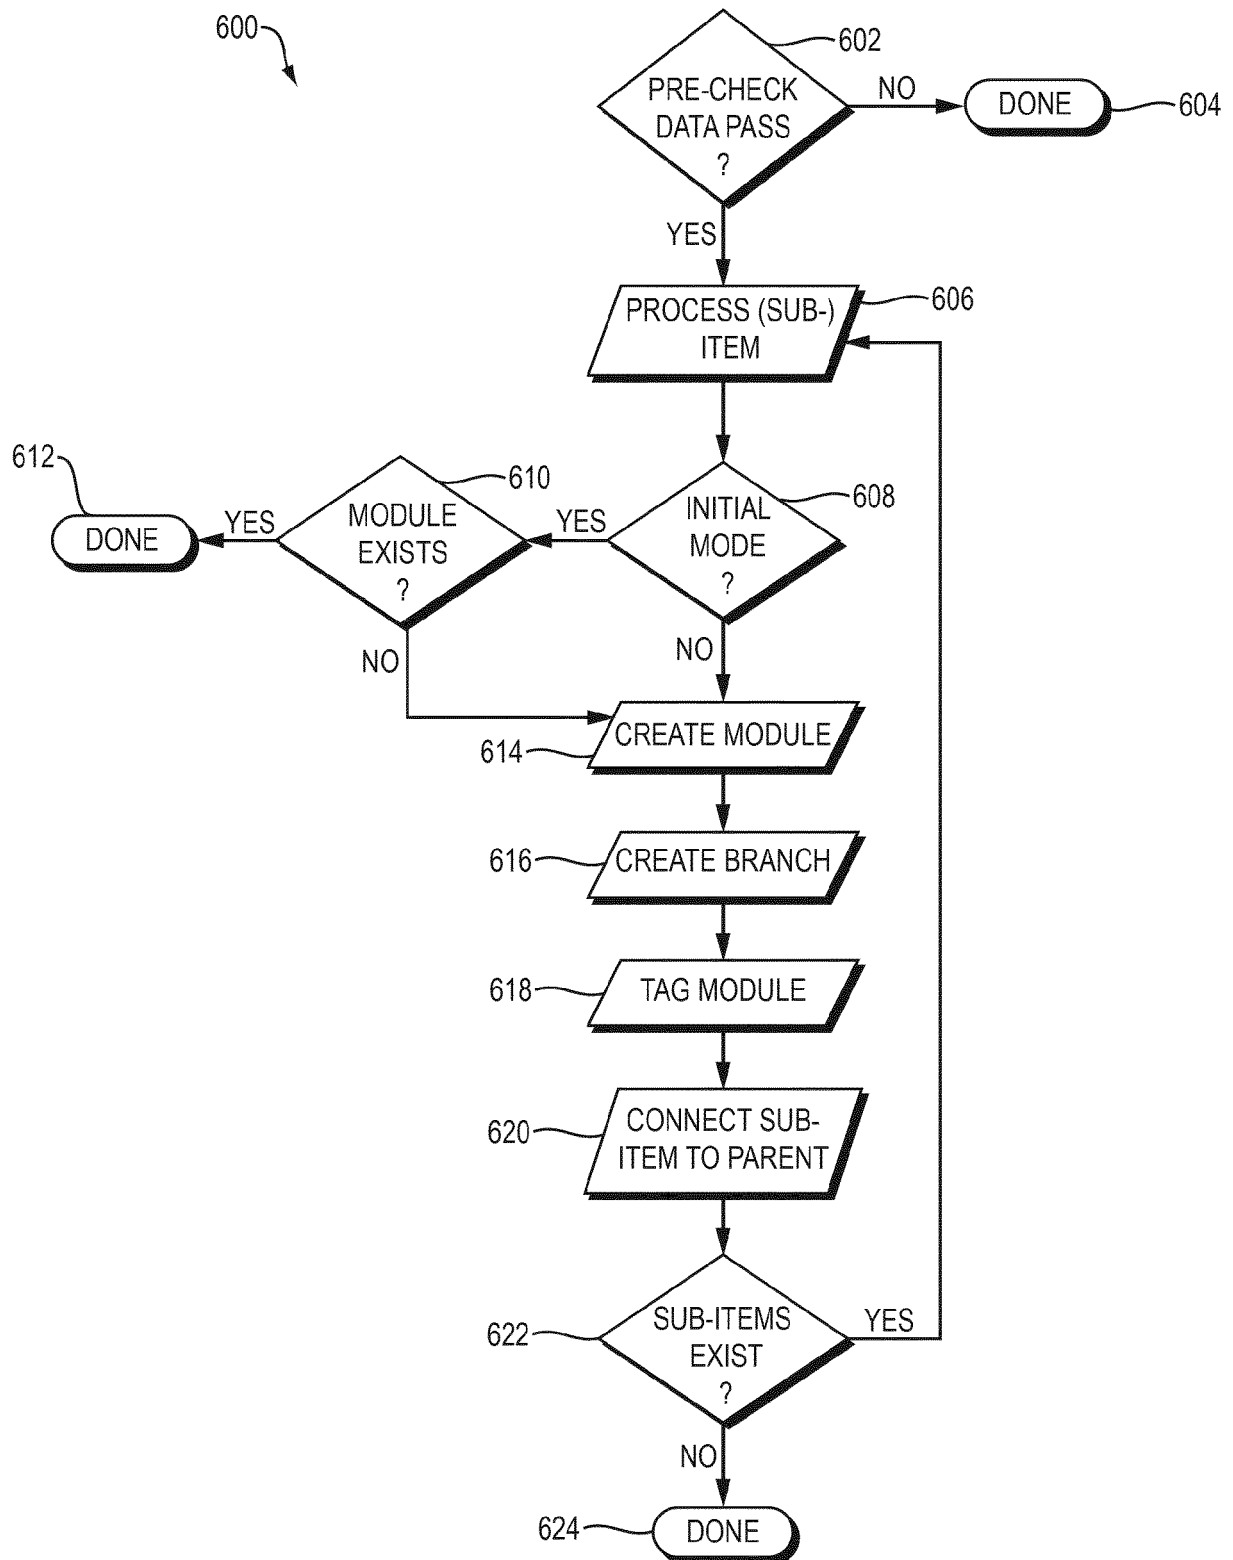 600
602
PRE-CHECK
DATA PASS
?
NO
DONE
604
YES
PROCESS (SUB-)
ITEM
606
612
DONE
YES
610
MODULE
EXISTS
?
YES
608
INITIAL
MODE
?
NO
NO
614
CREATE MODULE
616
CREATE BRANCH
618
TAG MODULE
620
CONNECT SUB-
ITEM TO PARENT
622
SUB-ITEMS
EXIST
?
YES
NO
624
DONE